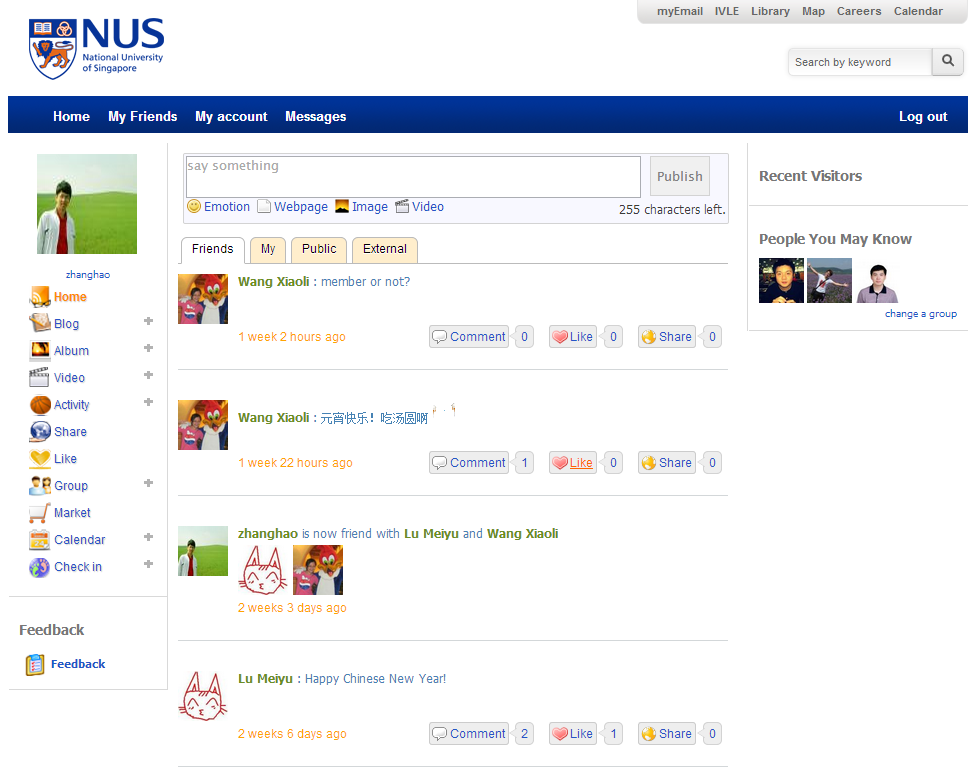 myEmail IVLE Library Map Careers Calendar
NUS
National University
of Singapore
Search by keyword
Home My Friends My account Messages Log out
zhanghao
Home
Blog
Album
Video
Activity
Share
Like
Group
Market
Calendar
Check in
Feedback
Feedback
say something
Publish
Emotion Webpage Image Video
255 characters left.
Friends My Public External
Wang Xiaoli : member or not?
1 week 2 hours ago Comment 0 Like 0 Share 0
Wang Xiaoli : 元宵快乐！吃汤圆啊
1 week 22 hours ago Comment 1 Like 0 Share 0
zhanghao is now friend with Lu Meiyu and Wang Xiaoli
2 weeks 3 days ago
Lu Meiyu : Happy Chinese New Year!
2 weeks 6 days ago Comment 2 Like 1 Share 0
Recent Visitors
People You May Know
change a group